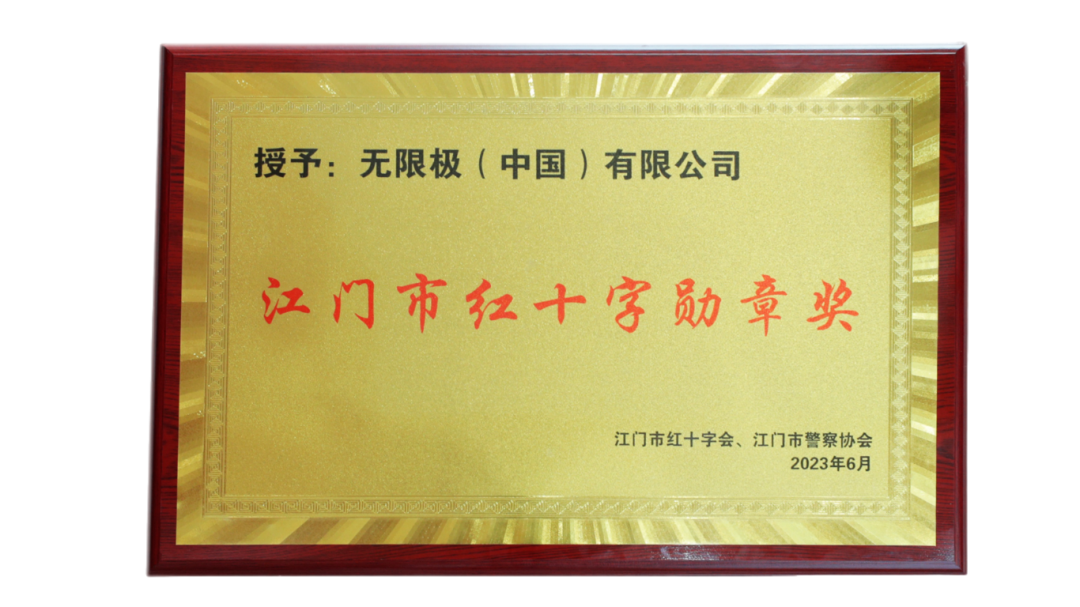 授予：无限极（中国）有限公司
江门市红十字勋章奖
江门市红十字会、江门市警察协会
2023年6月